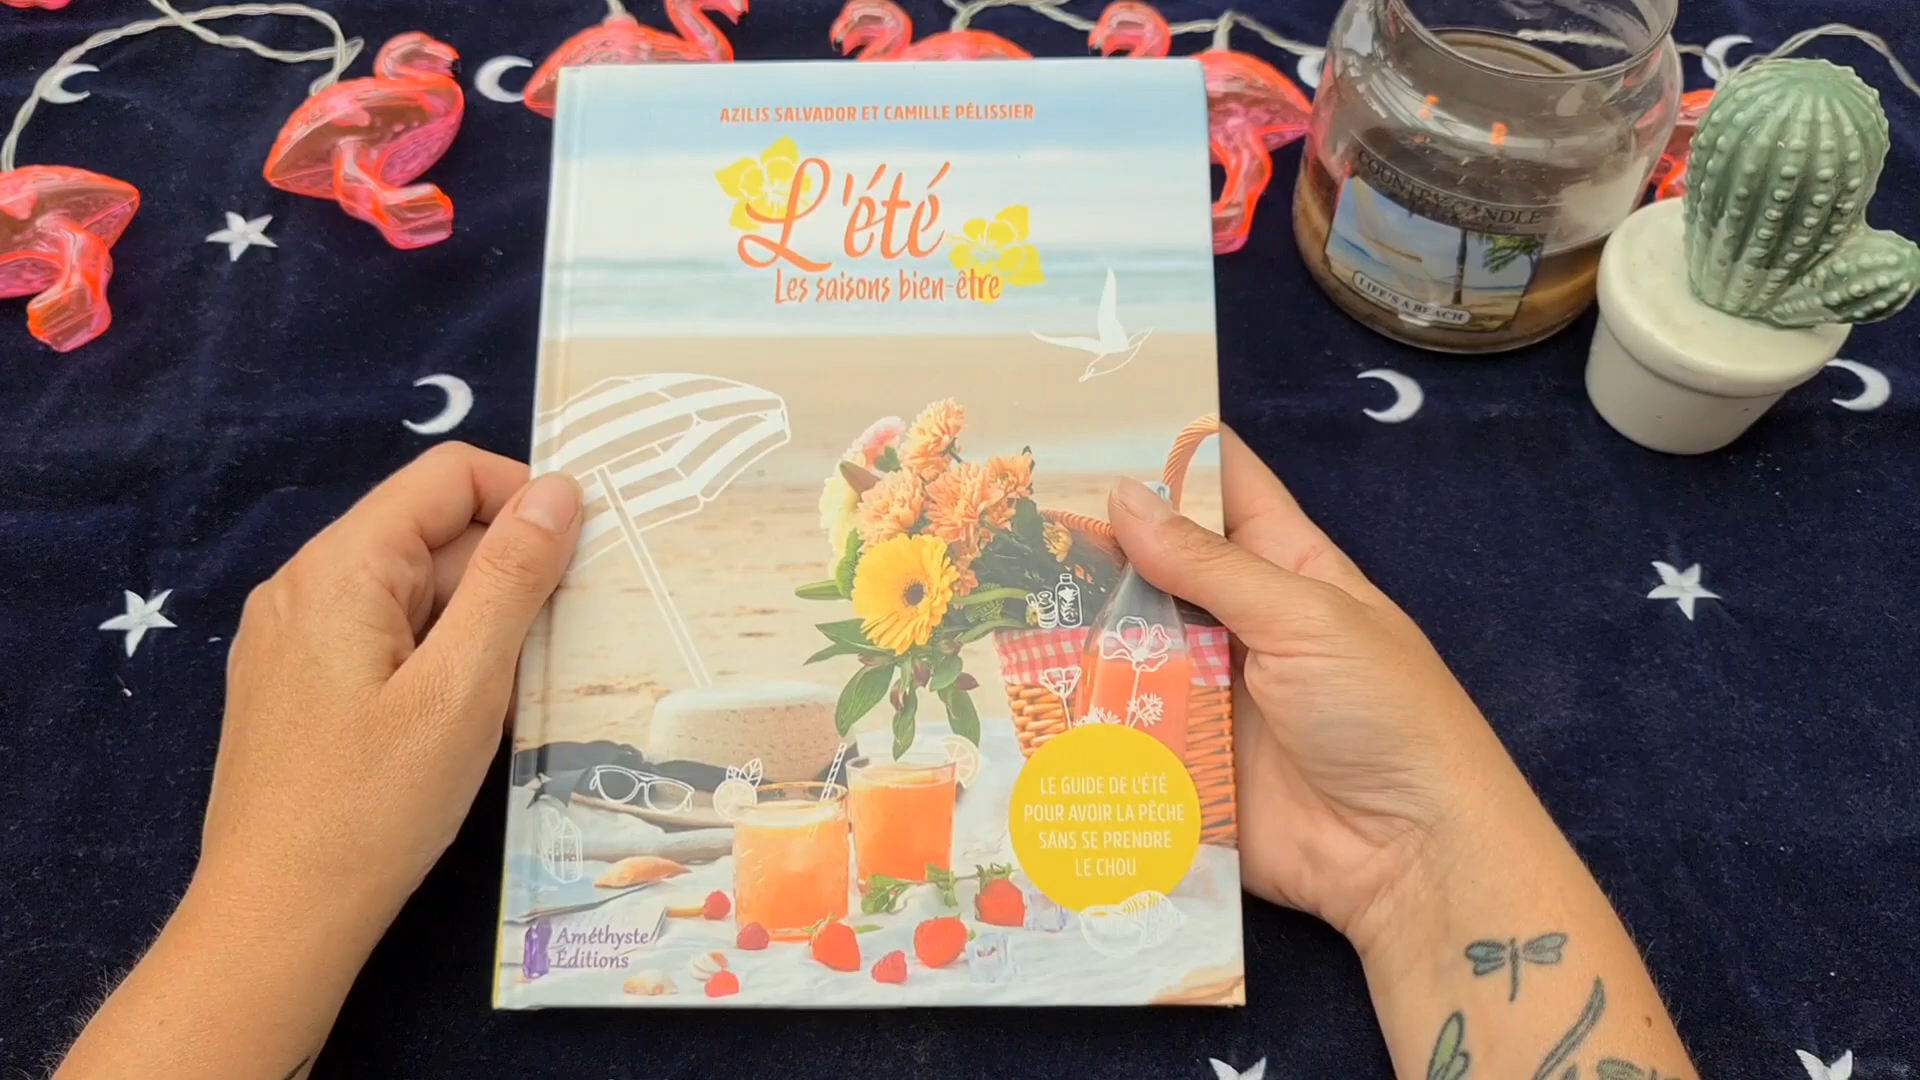 AZILIS SALVADOR ET CAMILLE PÉLISSIER
L'été
Les saisons bien-être
LE GUIDE DE L'ÉTÉ
POUR AVOIR LA PÊCHE
SANS SE PRENDRE
LE CHOU
Améthyste
Éditions
COUNTRY CANDLE
LIFE'S A BEACH